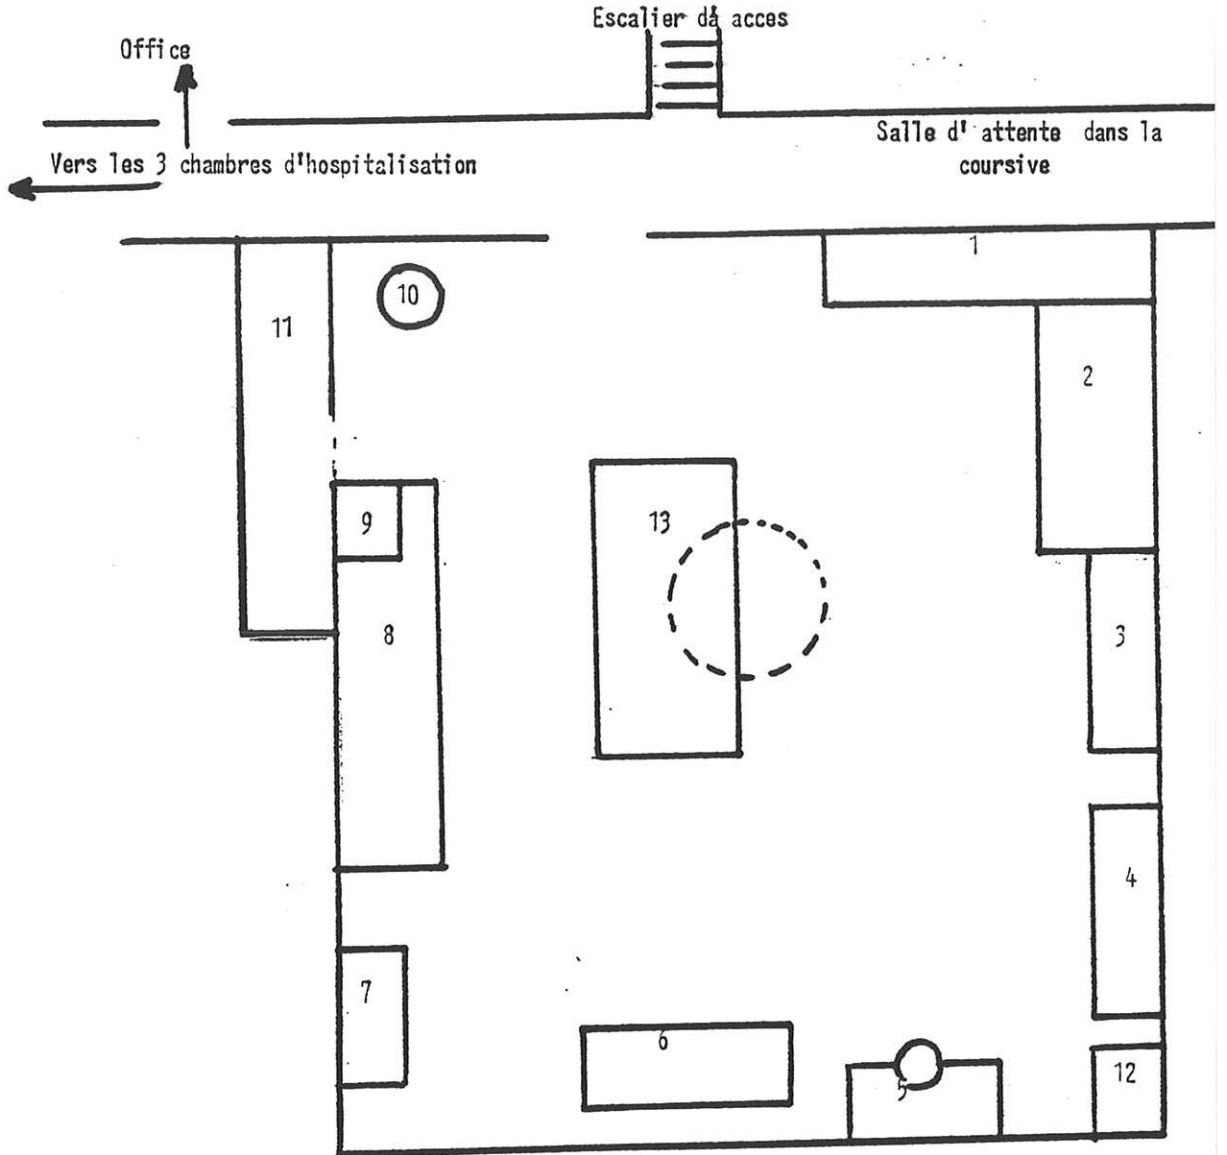 Escalier då acces
Office
Salle d' attente dans la
coursive
Vers les 3 chambres d'hospitalisation
1
10
11
2
9
13
8
3
4
7
6
5
12